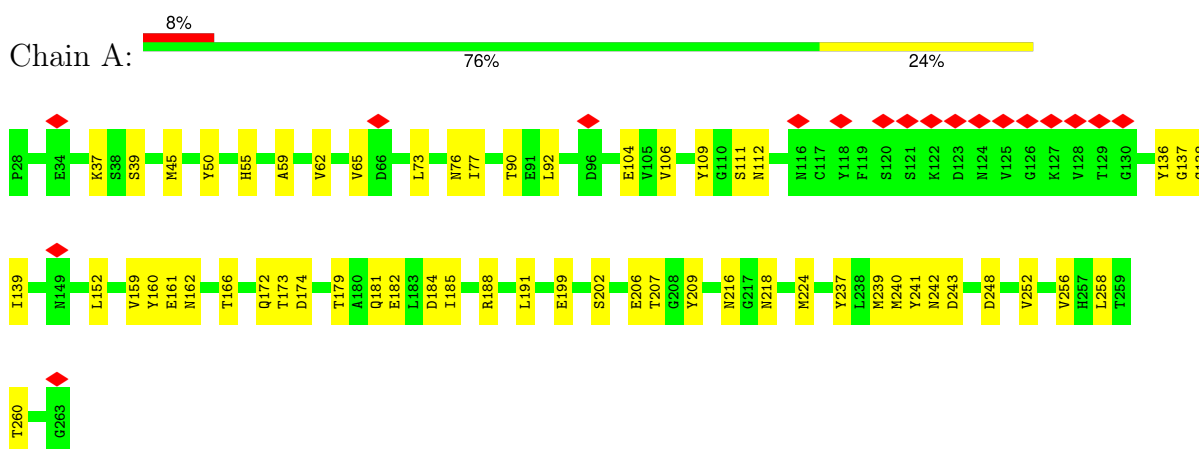 8%
Chain A:
76%
24%
P28 E34 K37 S38 S39 M45 Y50 H55 A59 V62 V65 D66 L73 N76 I77 T90 E91 L92 D96 E104 V105 V106 Y109 G110 S111 N112 N116 C117 Y118 F119 S120 S121 K122 D123 N124 V125 G126 K127 V128 T129 G130 Y136 G137
I139 N149 L152 V159 Y160 E161 N162 T166 Q172 T173 D174 T179 A180 Q181 E182 L183 D184 I185 R188 L191 E199 S202 E206 T207 G208 Y209 N216 G217 N218 M224 Y237 L238 M239 M240 Y241 N242 D243 D248 V252 V256 H257 L258 T259
T260 G263